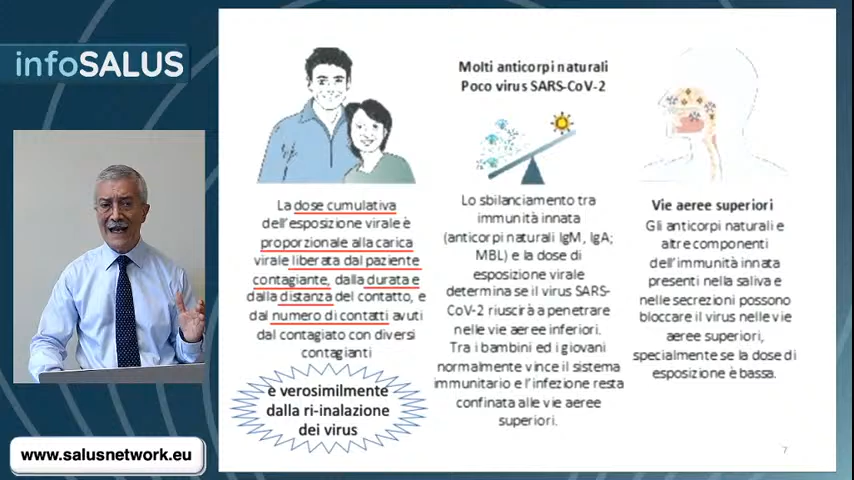 infoSALUS
www.salusnetwork.eu
La dose cumulativa
dell'esposizione virale è
proporzionale alla carica
virale liberata dal paziente
contagiante, dalla durata e
dalla distanza del contatto, e
dal numero di contatti avuti
dal contagiato con diversi
contagianti
e verosimilmente
dalla ri-inalazione
dei virus
Molti anticorpi naturali
Poco virus SARS-CoV-2
Lo sbilanciamento tra
immunità innata
(anticorpi naturali IgM, IgA;
MBL) e la dose di
esposizione virale
determina se il virus SARS-
CoV-2 riuscirà a penetrare
nelle vie aeree inferiori.
Tra i bambini ed i giovani
normalmente vince il sistema
immunitario e l'infezione resta
confinata alle vie aeree
superiori.
Vie aeree superiori
Gli anticorpi naturali e
altre componenti
dell'immunità innata
presenti nella saliva e
nelle secrezioni possono
bloccare il virus nelle vie
aeree superiori,
specialmente se la dose di
esposizione è bassa.
7